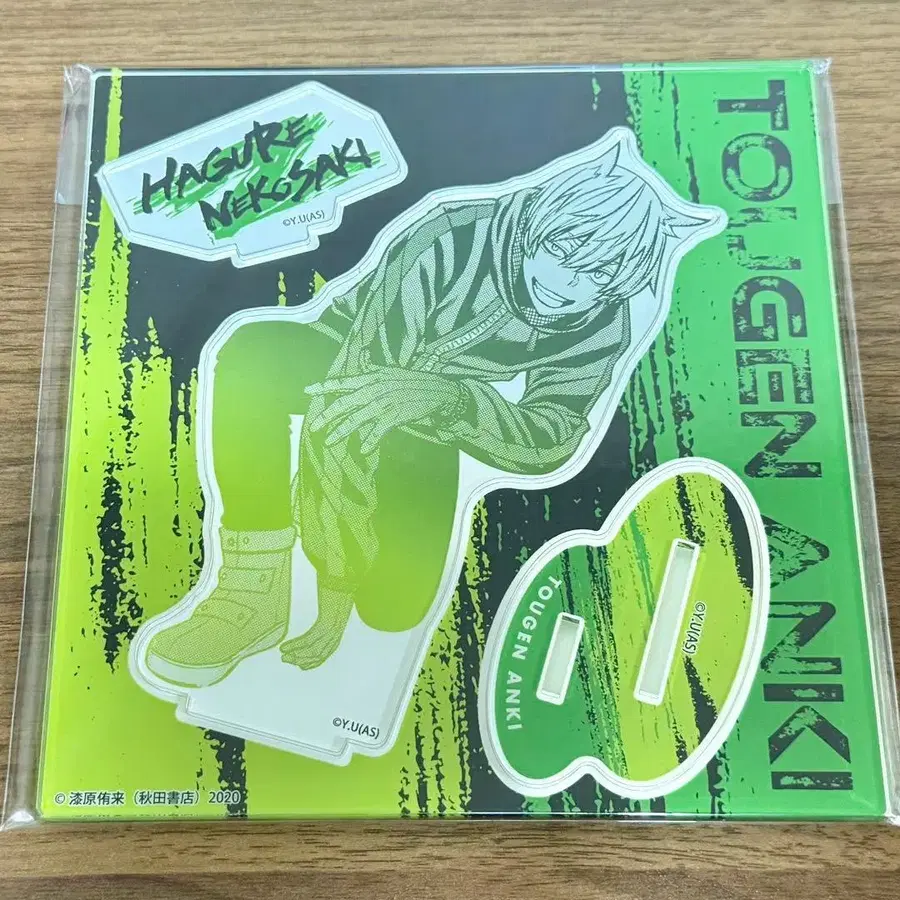 HAGURE
NEKOSAKI
©Y.U(AS)
TOUGEN ANKI
©Y.U(AS)
TOUGEN ANKI
©Y.U(AS)
© 漆原侑来（秋田書店）2020